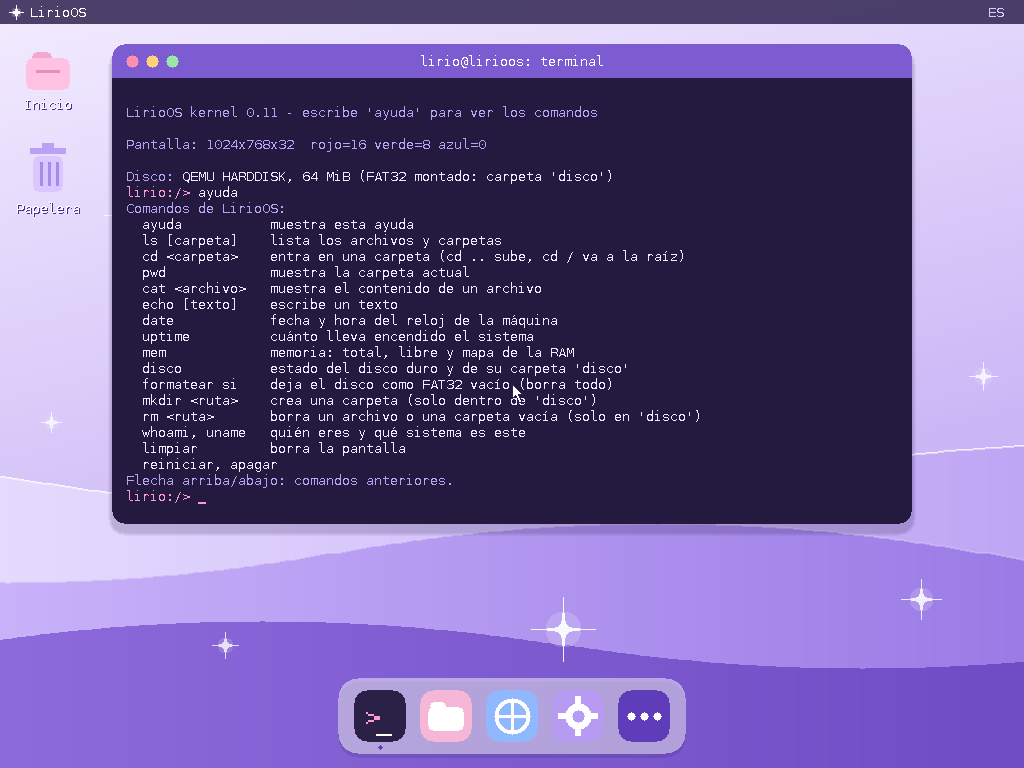 LirioOS
ES
lirio@lirioos: terminal
Inicio
Papelera
LirioOS kernel 0.11 - escribe 'ayuda' para ver los comandos
Pantalla: 1024x768x32  rojo=16 verde=8 azul=0
Disco: QEMU HARDDISK, 64 MiB (FAT32 montado: carpeta 'disco')
lirio:/> ayuda
Comandos de LirioOS:
ayuda           muestra esta ayuda
ls [carpeta]    lista los archivos y carpetas
cd <carpeta>    entra en una carpeta (cd .. sube, cd / va a la raíz)
pwd             muestra la carpeta actual
cat <archivo>   muestra el contenido de un archivo
echo [texto]    escribe un texto
date            fecha y hora del reloj de la máquina
uptime          cuánto lleva encendido el sistema
mem             memoria: total, libre y mapa de la RAM
disco           estado del disco duro y de su carpeta 'disco'
formatear si    deja el disco como FAT32 vacío (borra todo)
mkdir <ruta>    crea una carpeta (solo dentro de 'disco')
rm <ruta>       borra un archivo o una carpeta vacía (solo en 'disco')
whoami, uname   quién eres y qué sistema es este
limpiar         borra la pantalla
reiniciar, apagar
Flecha arriba/abajo: comandos anteriores.
lirio:/> _
>_